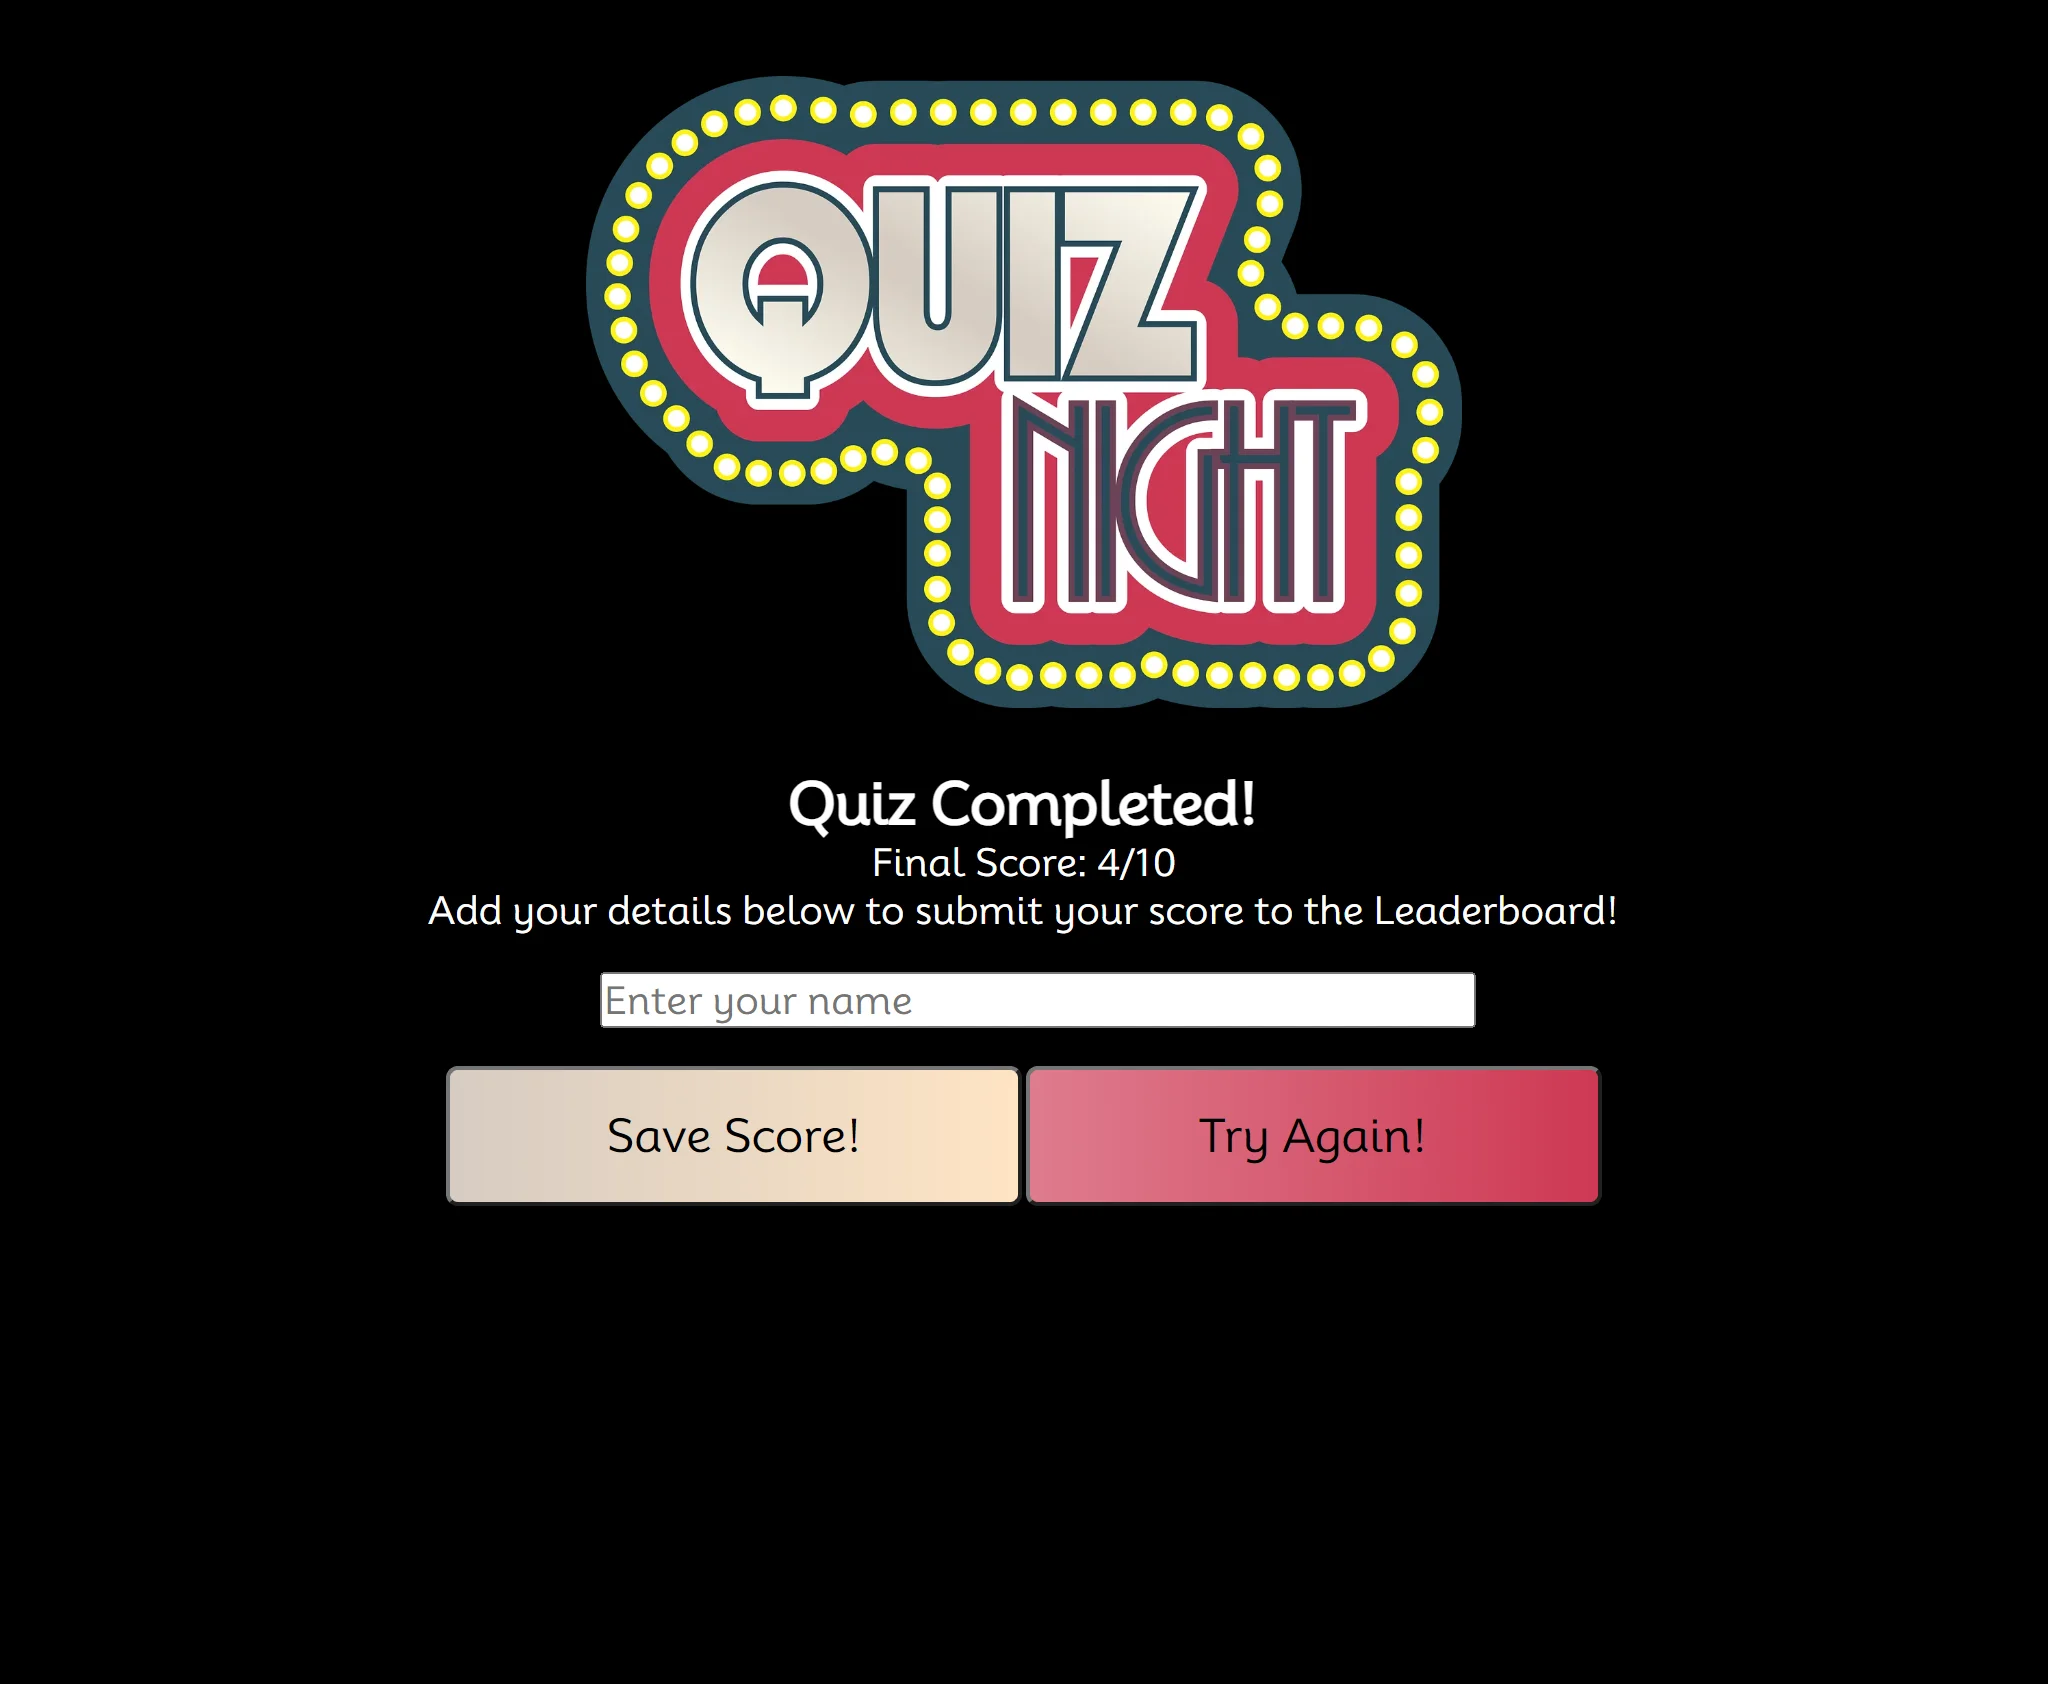 QUIZ
NIGHT
Quiz Completed!
Final Score: 4/10
Add your details below to submit your score to the Leaderboard!
Enter your name
Save Score!
Try Again!